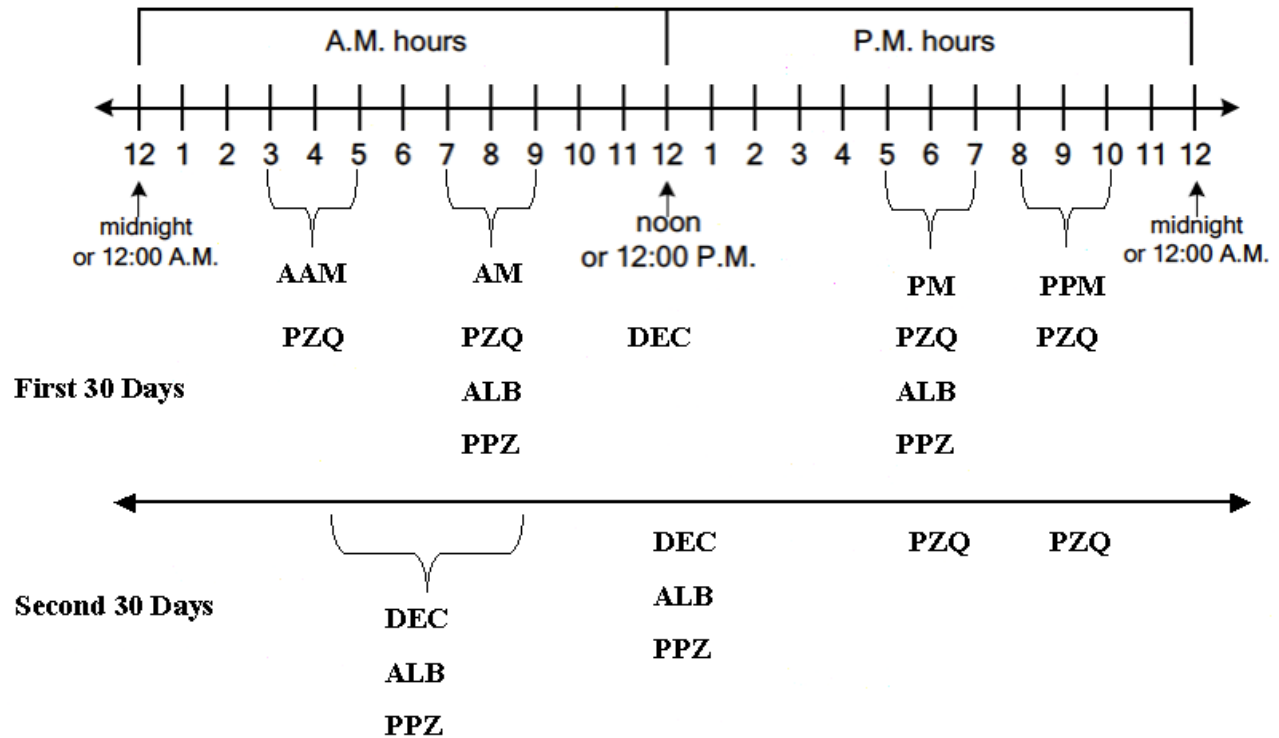 A.M. hours P.M. hours
12 1 2 3 4 5 6 7 8 9 10 11 12 1 2 3 4 5 6 7 8 9 10 11 12
midnight
or 12:00 A.M.
noon
or 12:00 P.M.
midnight
or 12:00 A.M.
AAM AM PM PPM
PZQ PZQ DEC PZQ PZQ
First 30 Days ALB ALB
PPZ PPZ
DEC PZQ PZQ
Second 30 Days
ALB
PPZ
DEC
ALB
PPZ